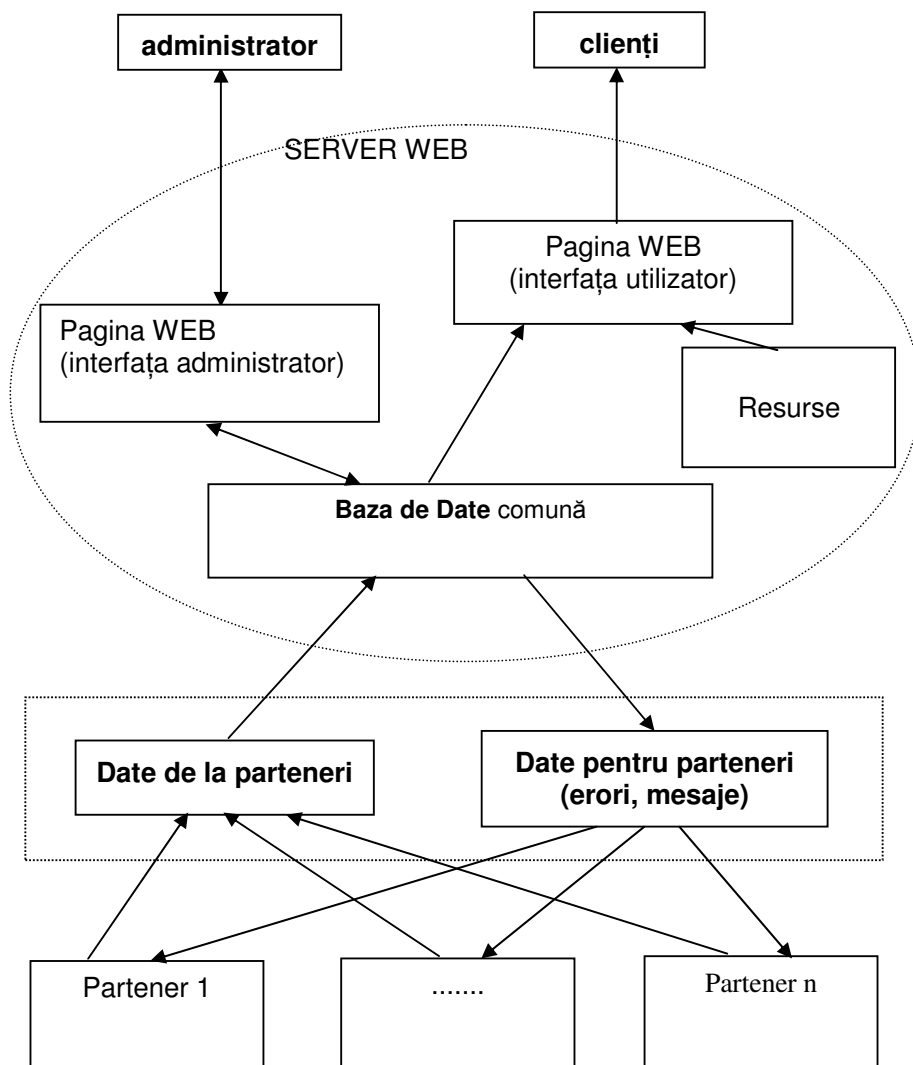 administrator
clienți
SERVER WEB
Pagina WEB
(interfața utilizator)
Pagina WEB
(interfața administrator)
Resurse
Baza de Date comună
Date de la parteneri
Date pentru parteneri
(erori, mesaje)
Partener 1
.......
Partener n